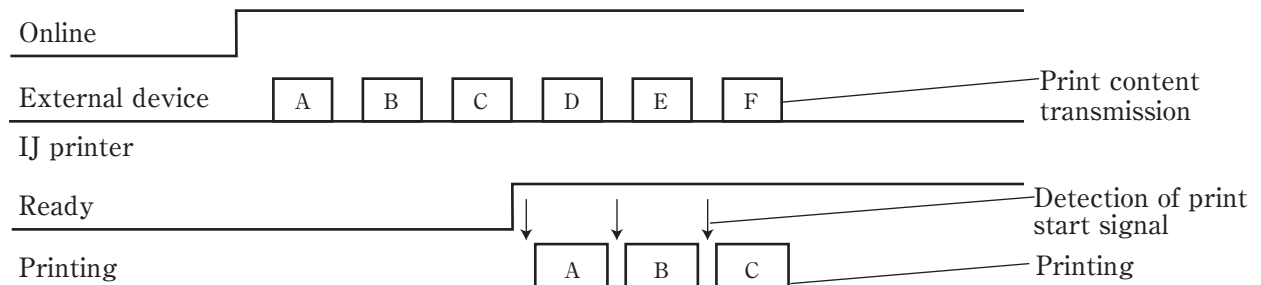 Online
External device
A B C D E F
Print content
transmission
IJ printer
Ready
Detection of print
start signal
Printing
A B C
Printing